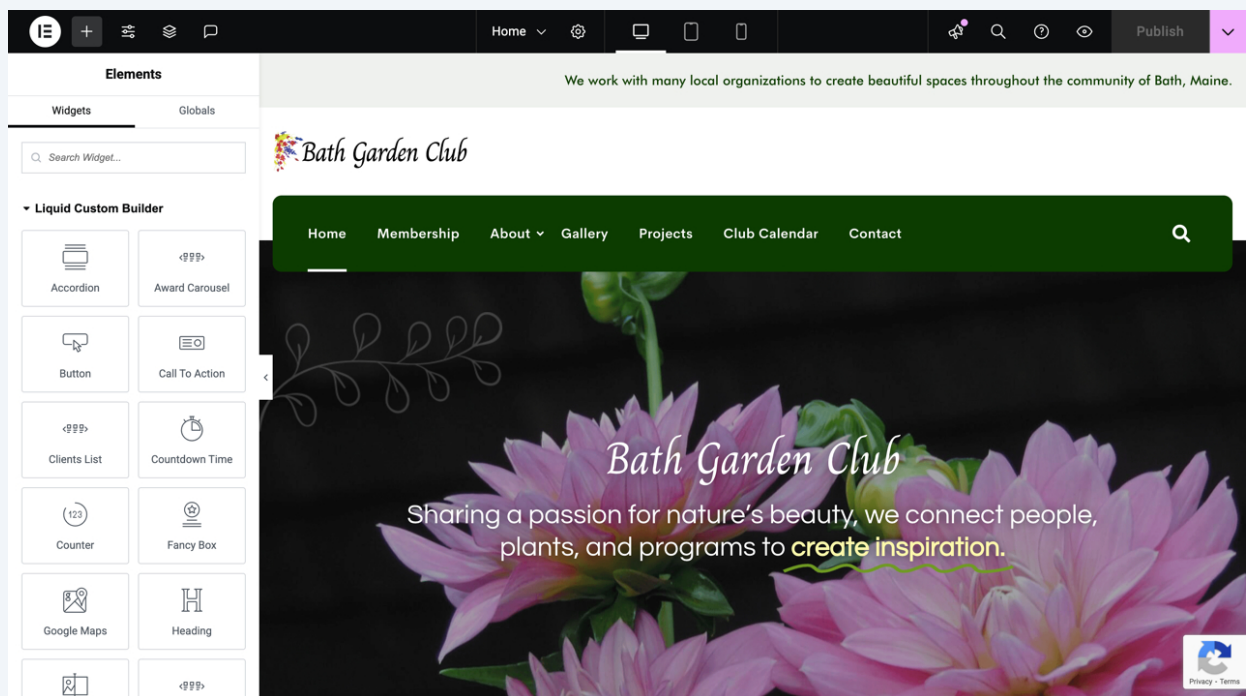 Home
Publish
Elements
Widgets
Globals
Search Widget...
Liquid Custom Builder
Accordion
Award Carousel
Button
Call To Action
Clients List
Countdown Time
123
Counter
Fancy Box
Google Maps
Heading
We work with many local organizations to create beautiful spaces throughout the community of Bath, Maine.
Bath Garden Club
Home
Membership
About
Gallery
Projects
Club Calendar
Contact
Bath Garden Club
Sharing a passion for nature's beauty, we connect people,
plants, and programs to create inspiration.
Privacy - Terms